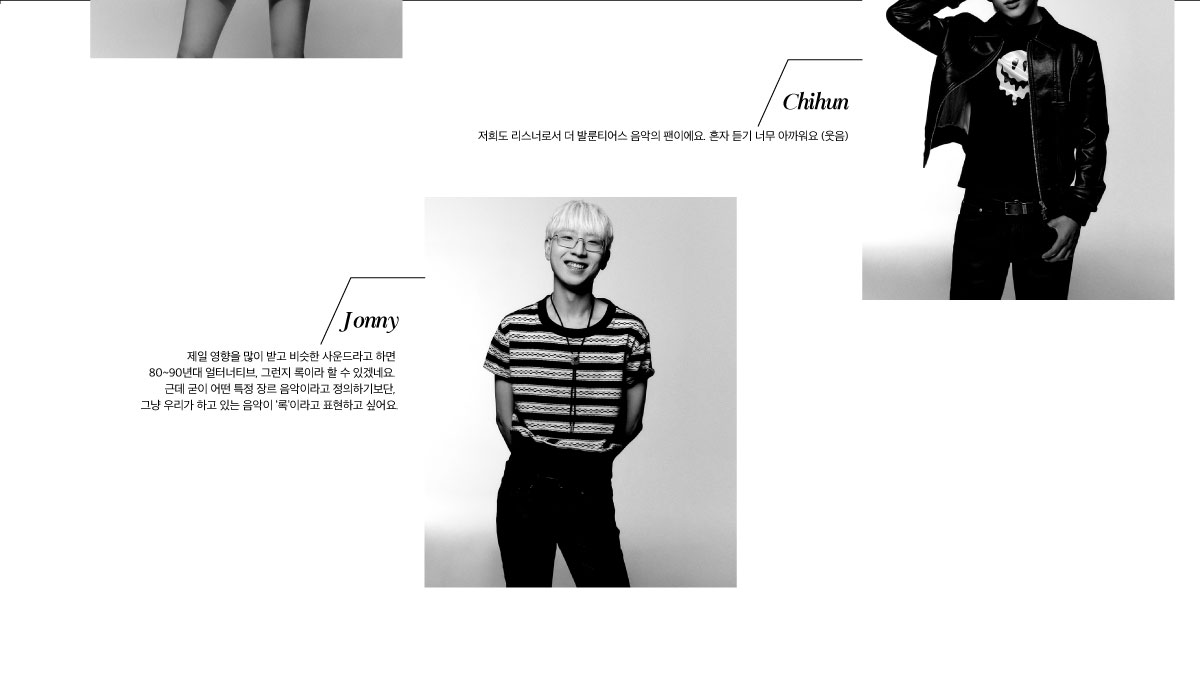 Chihun
저희도 리스너로서 더 발룬티어스 음악의 팬이에요. 혼자 듣기 너무 아까워요 (웃음)
Jonny
제일 영향을 많이 받고 비슷한 사운드라고 하면
80~90년대 얼터너티브, 그런지 록이라 할 수 있겠네요.
근데 굳이 어떤 특정 장르 음악이라고 정의하기보단,
그냥 우리가 하고 있는 음악이 '록'이라고 표현하고 싶어요.